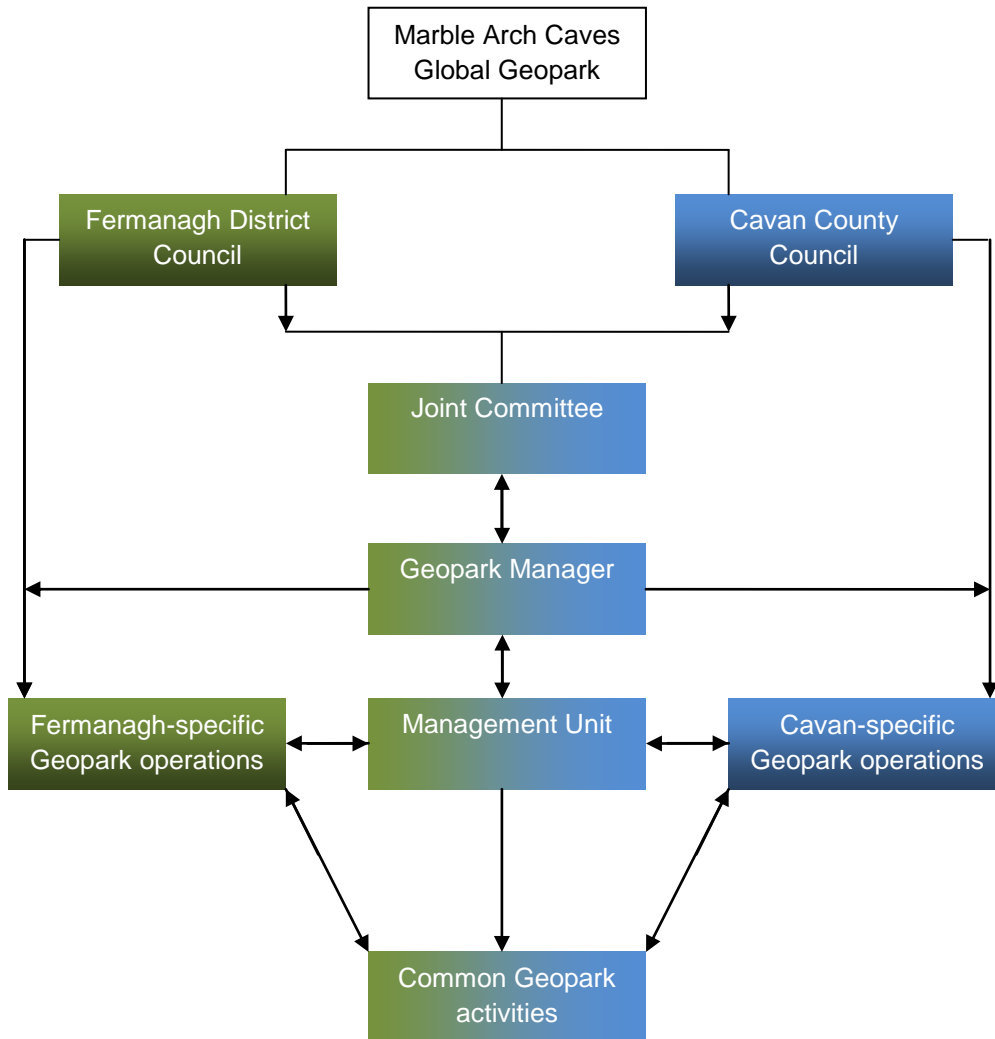 Marble Arch Caves
Global Geopark
Fermanagh District
Council
Cavan County
Council
Joint Committee
Geopark Manager
Fermanagh-specific
Geopark operations
Management Unit
Cavan-specific
Geopark operations
Common Geopark
activities